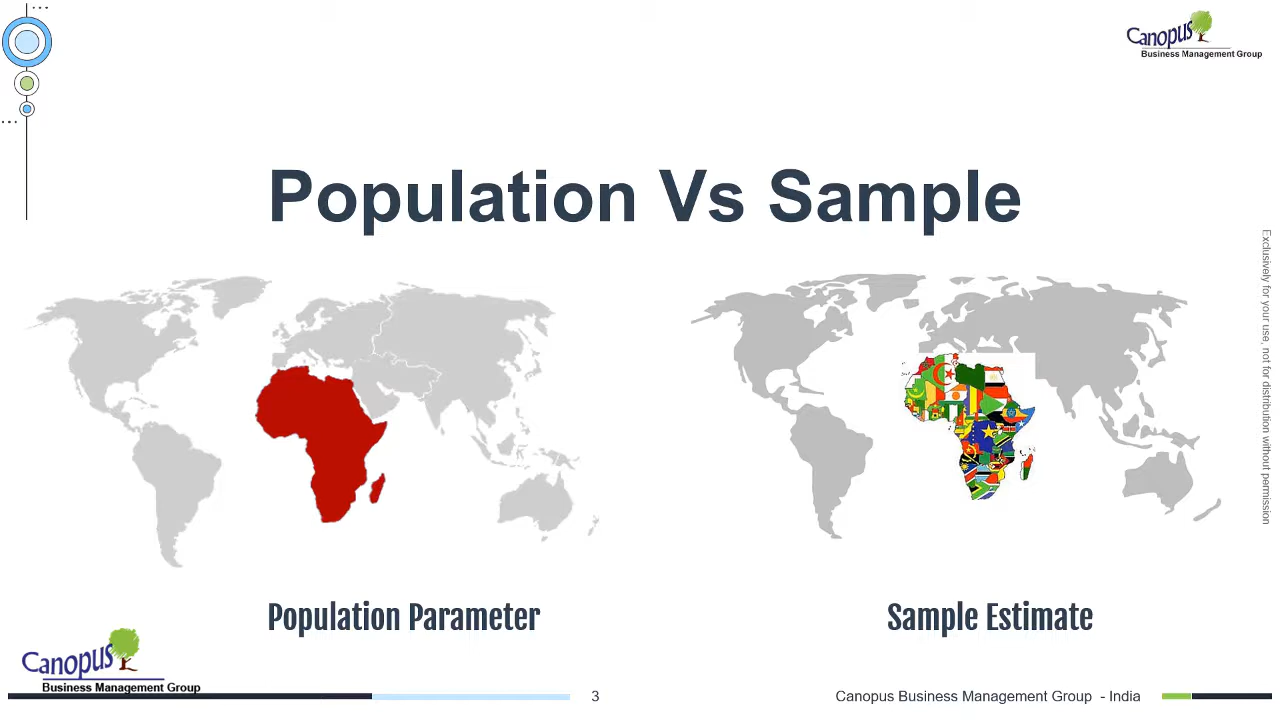 Canopus
Business Management Group
Population Vs Sample
Exclusively for your use, not for distribution without permission
Population Parameter
Sample Estimate
Canopus
Business Management Group
3
Canopus Business Management Group - India